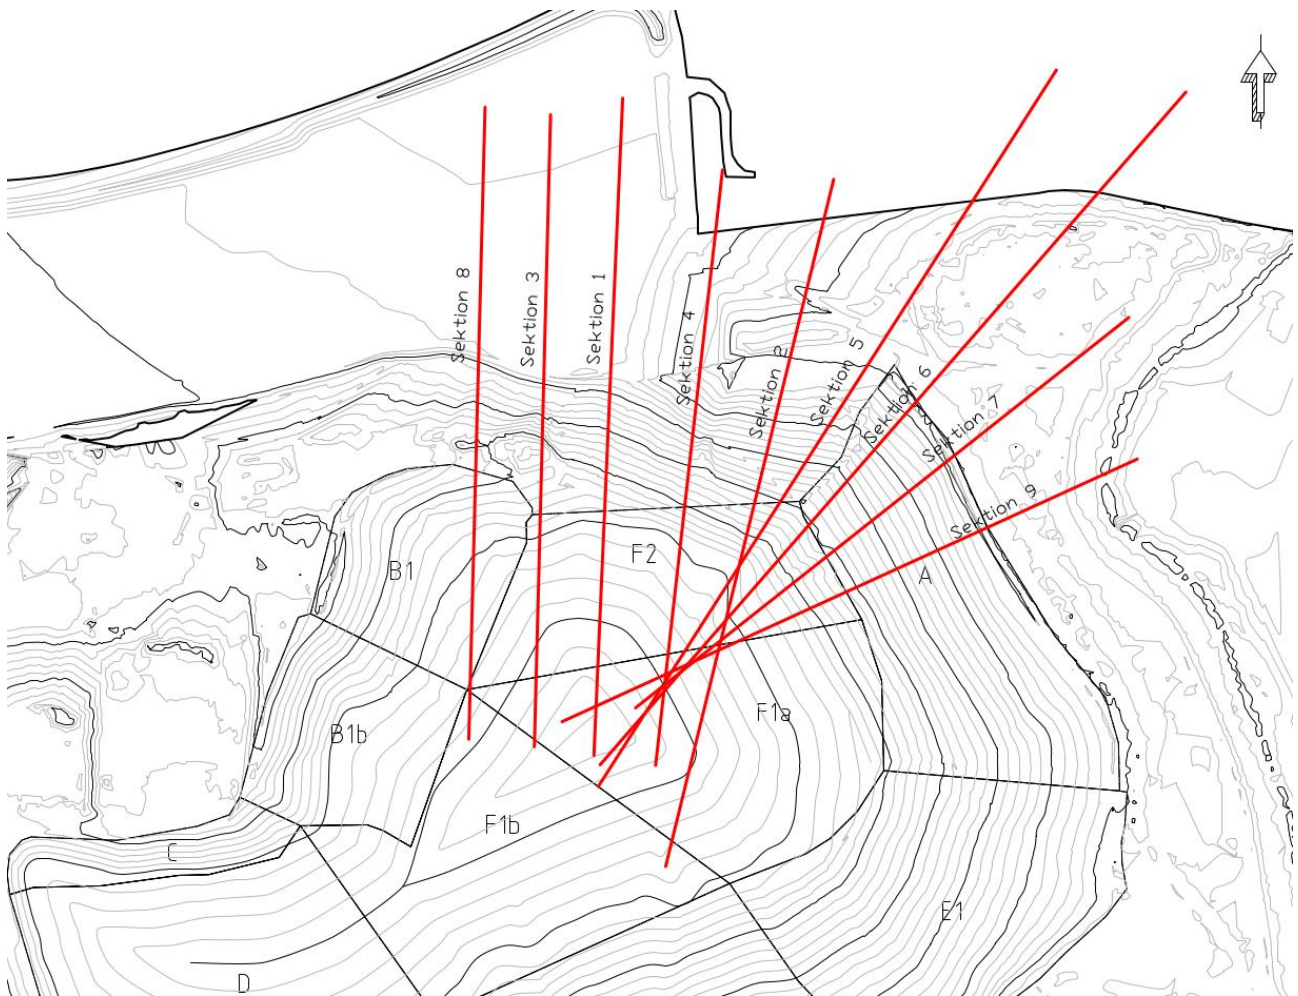 Sektion 8
Sektion 3
Sektion 1
Sektion 4
Sektion 2
Sektion 5
Sektion 6
Sektion 7
Sektion 9
B1
F2
A
B1b
F1a
F1b
C
E1
D